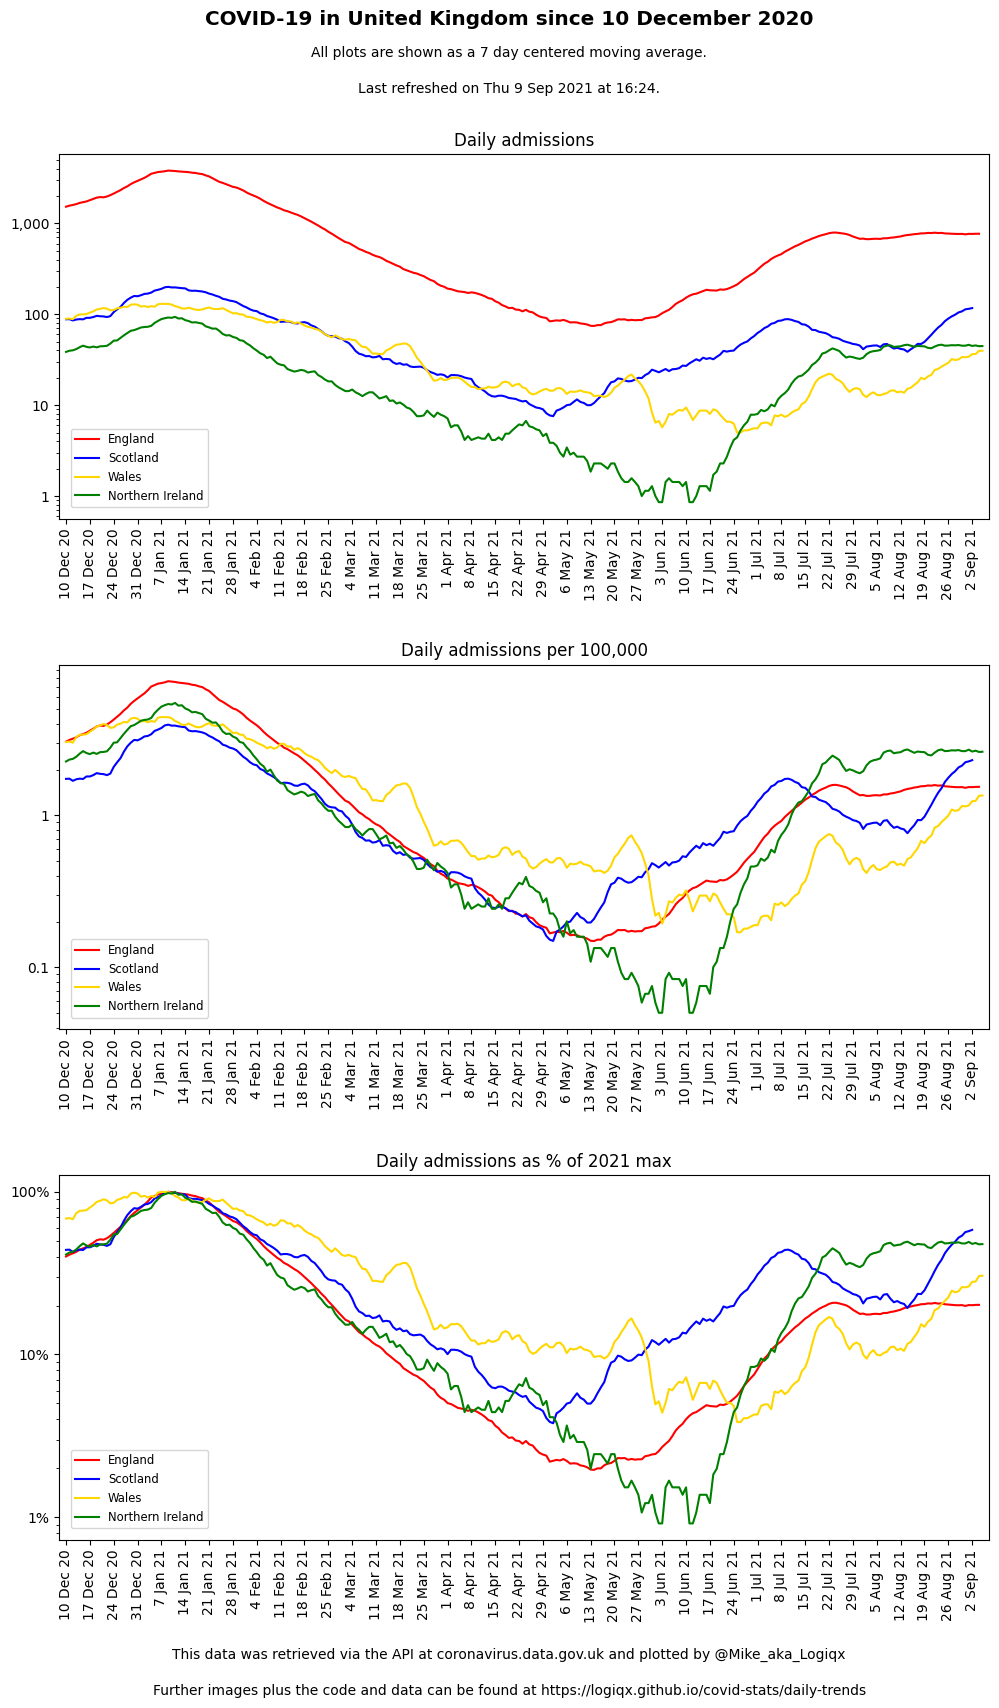 COVID-19 in United Kingdom since 10 December 2020
All plots are shown as a 7 day centered moving average.
Last refreshed on Thu 9 Sep 2021 at 16:24.
Daily admissions
1,000
100
10
1
England
Scotland
Wales
Northern Ireland
10 Dec 20
17 Dec 20
24 Dec 20
31 Dec 20
7 Jan 21
14 Jan 21
21 Jan 21
28 Jan 21
4 Feb 21
11 Feb 21
18 Feb 21
25 Feb 21
4 Mar 21
11 Mar 21
18 Mar 21
25 Mar 21
1 Apr 21
8 Apr 21
15 Apr 21
22 Apr 21
29 Apr 21
6 May 21
13 May 21
20 May 21
27 May 21
3 Jun 21
10 Jun 21
17 Jun 21
24 Jun 21
1 Jul 21
8 Jul 21
15 Jul 21
22 Jul 21
29 Jul 21
5 Aug 21
12 Aug 21
19 Aug 21
26 Aug 21
2 Sep 21
Daily admissions per 100,000
1
0.1
England
Scotland
Wales
Northern Ireland
10 Dec 20
17 Dec 20
24 Dec 20
31 Dec 20
7 Jan 21
14 Jan 21
21 Jan 21
28 Jan 21
4 Feb 21
11 Feb 21
18 Feb 21
25 Feb 21
4 Mar 21
11 Mar 21
18 Mar 21
25 Mar 21
1 Apr 21
8 Apr 21
15 Apr 21
22 Apr 21
29 Apr 21
6 May 21
13 May 21
20 May 21
27 May 21
3 Jun 21
10 Jun 21
17 Jun 21
24 Jun 21
1 Jul 21
8 Jul 21
15 Jul 21
22 Jul 21
29 Jul 21
5 Aug 21
12 Aug 21
19 Aug 21
26 Aug 21
2 Sep 21
Daily admissions as % of 2021 max
100%
10%
1%
England
Scotland
Wales
Northern Ireland
10 Dec 20
17 Dec 20
24 Dec 20
31 Dec 20
7 Jan 21
14 Jan 21
21 Jan 21
28 Jan 21
4 Feb 21
11 Feb 21
18 Feb 21
25 Feb 21
4 Mar 21
11 Mar 21
18 Mar 21
25 Mar 21
1 Apr 21
8 Apr 21
15 Apr 21
22 Apr 21
29 Apr 21
6 May 21
13 May 21
20 May 21
27 May 21
3 Jun 21
10 Jun 21
17 Jun 21
24 Jun 21
1 Jul 21
8 Jul 21
15 Jul 21
22 Jul 21
29 Jul 21
5 Aug 21
12 Aug 21
19 Aug 21
26 Aug 21
2 Sep 21
This data was retrieved via the API at coronavirus.data.gov.uk and plotted by @Mike_aka_Logiqx
Further images plus the code and data can be found at https://logiqx.github.io/covid-stats/daily-trends